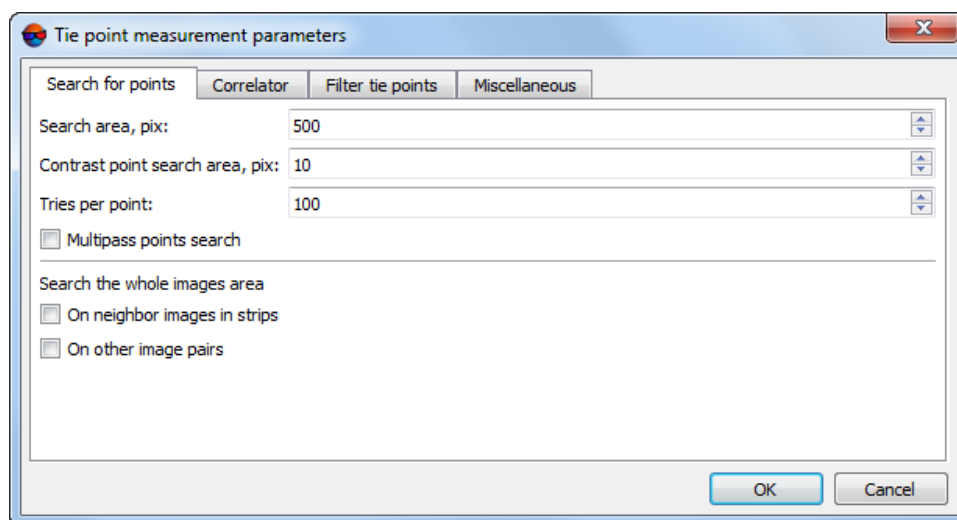 Tie point measurement parameters
Search for points Correlator Filter tie points Miscellaneous
Search area, pix: 500
Contrast point search area, pix: 10
Tries per point: 100
Multipass points search
Search the whole images area
On neighbor images in strips
On other image pairs
OK Cancel